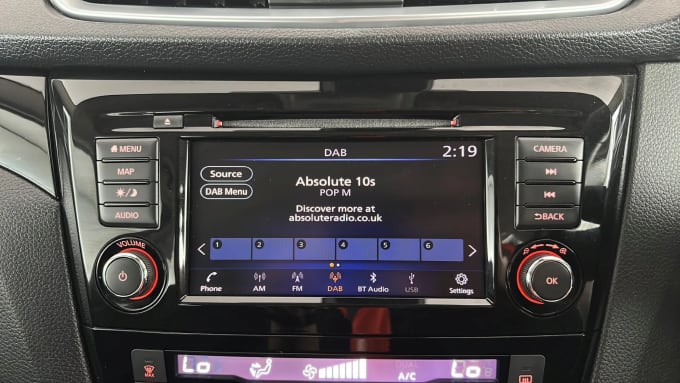 DAB 2:19
MENU
MAP
AUDIO
Source
DAB Menu
Absolute 10s
POP M
Discover more at
absoluteradio.co.uk
CAMERA
BACK
1 2 3 4 5 6
VOLUME
OK
Phone AM FM DAB BT Audio USB Settings
MAX
Lo
DUAL
A/C
Lo